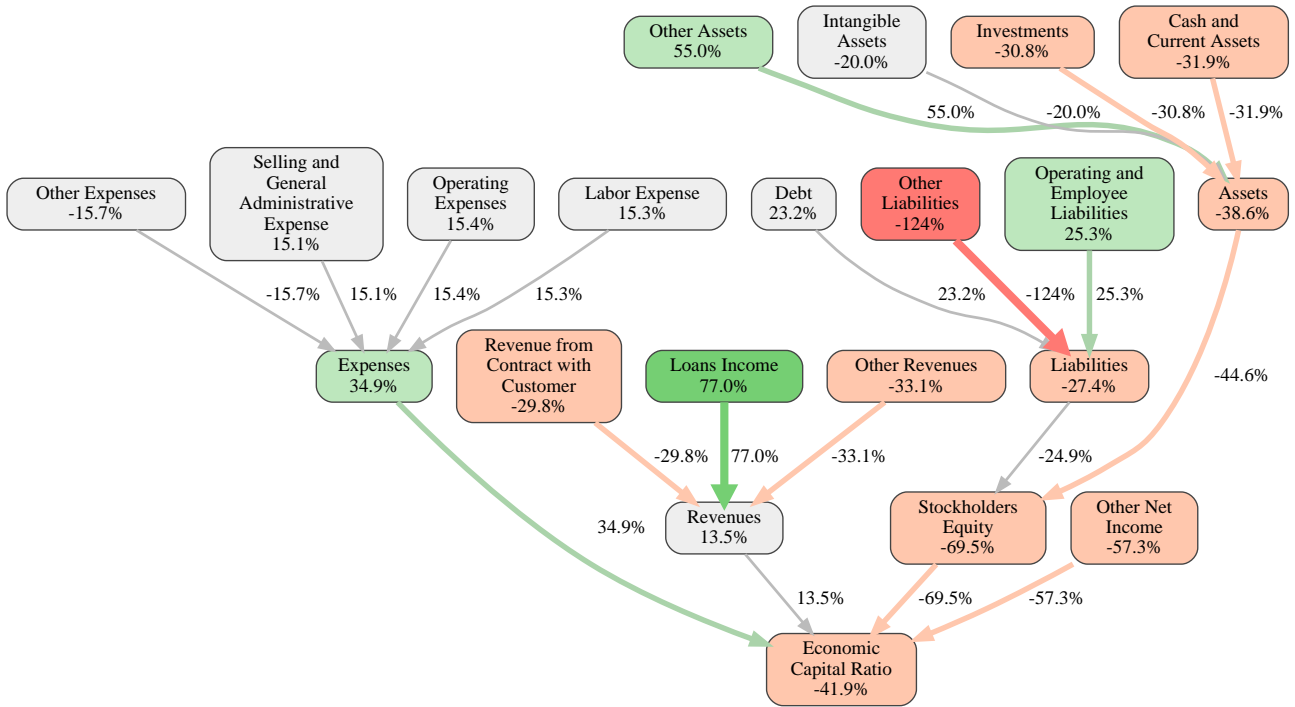 Other Assets
55.0%
Intangible
Assets
-20.0%
Investments
-30.8%
Cash and
Current Assets
-31.9%
55.0%
-20.0%
-30.8%
-31.9%
Other Expenses
-15.7%
Selling and
General
Administrative
Expense
15.1%
Operating
Expenses
15.4%
Labor Expense
15.3%
Debt
23.2%
Other
Liabilities
-124%
Operating and
Employee
Liabilities
25.3%
Assets
-38.6%
-15.7%
15.1%
15.4%
15.3%
23.2%
-124%
25.3%
Expenses
34.9%
Revenue from
Contract with
Customer
-29.8%
Loans Income
77.0%
Other Revenues
-33.1%
Liabilities
-27.4%
-44.6%
-29.8%
77.0%
-33.1%
-24.9%
34.9%
Revenues
13.5%
Stockholders
Equity
-69.5%
Other Net
Income
-57.3%
13.5%
-69.5%
-57.3%
Economic
Capital Ratio
-41.9%